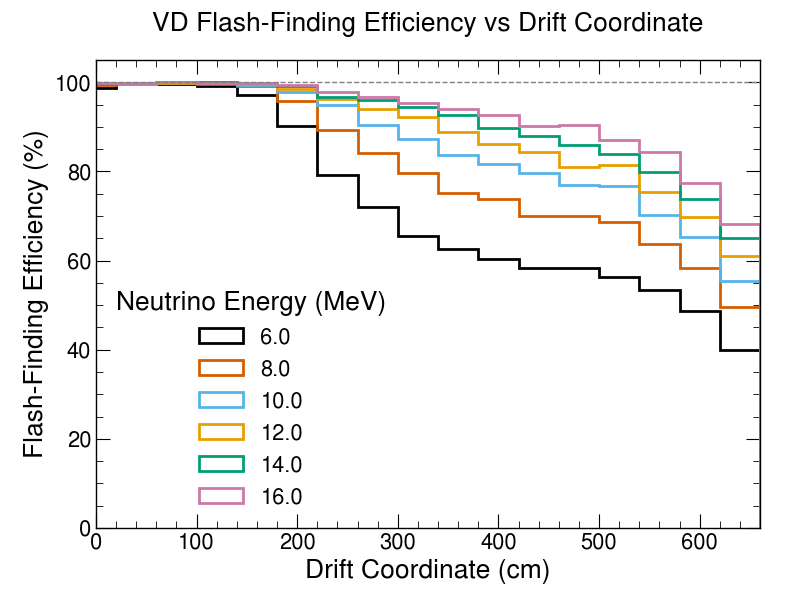 VD Flash-Finding Efficiency vs Drift Coordinate
Flash-Finding Efficiency (%)
100
80
60
40
20
0
Neutrino Energy (MeV)
6.0
8.0
10.0
12.0
14.0
16.0
0 100 200 300 400 500 600
Drift Coordinate (cm)